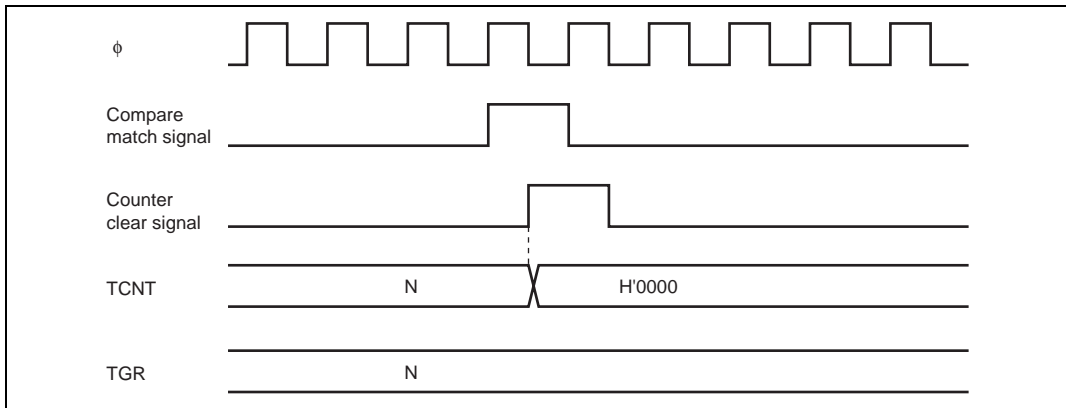 ϕ
Compare
match signal
Counter
clear signal
TCNT
N
H'0000
TGR
N